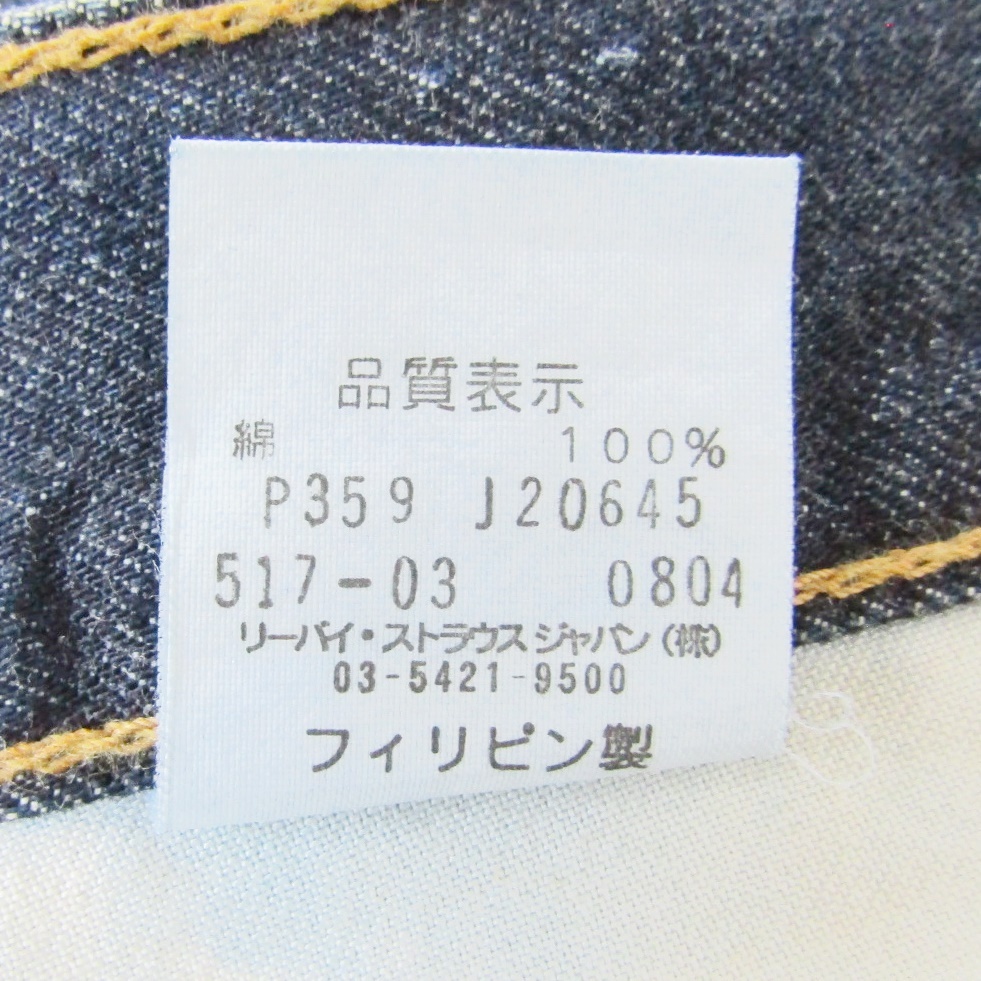 品質表示
綿 100%
P359 J20645
517-03 0804
リーバイ・ストラウスジャパン(株)
03-5421-9500
フィリピン製